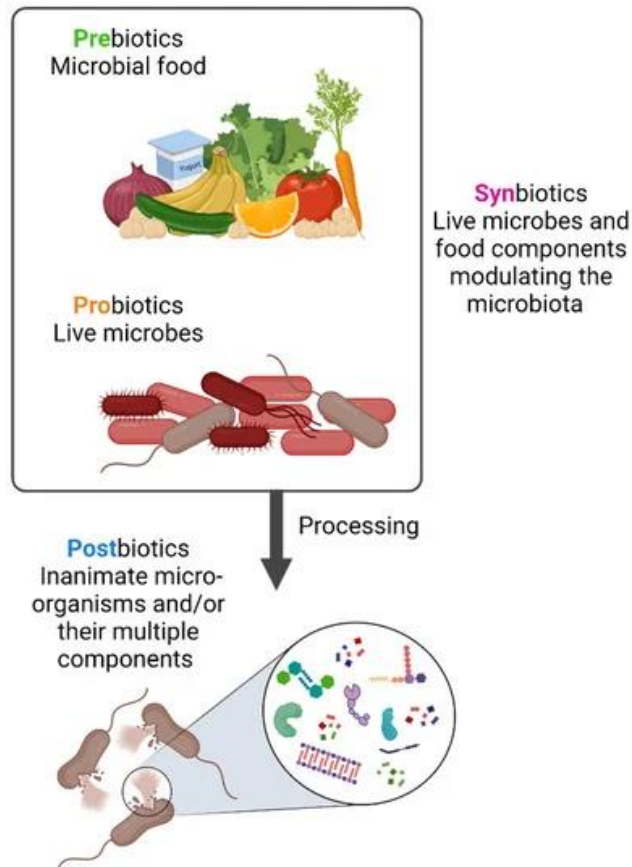 Prebiotics
Microbial food
Yogurt
Probiotics
Live microbes
Synbiotics
Live microbes and
food components
modulating the
microbiota
Processing
Postbiotics
Inanimate micro-
organisms and/or
their multiple
components